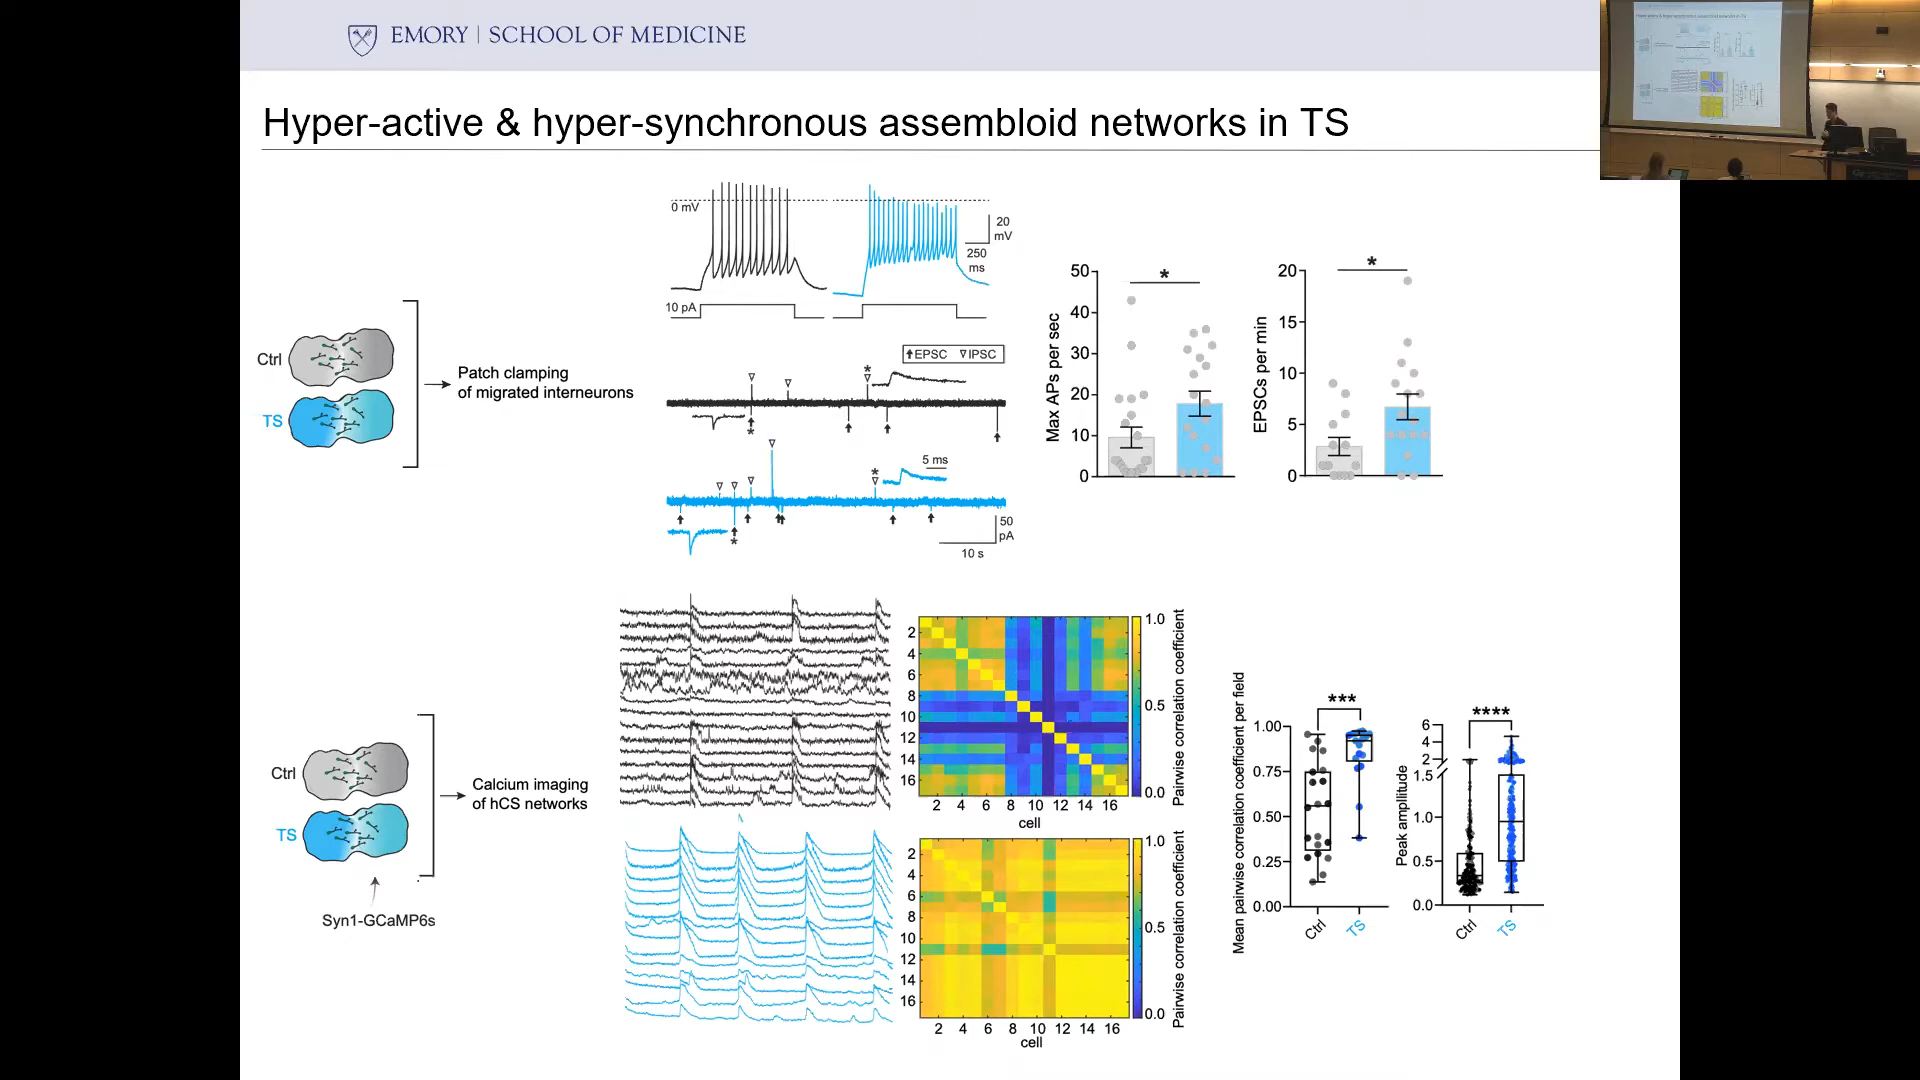 EMORY | SCHOOL OF MEDICINE
Hyper-active & hyper-synchronous assembloid networks in TS
Ctrl
TS
Patch clamping
of migrated interneurons
0 mV
20
mV
250
ms
10 pA
EPSC IPSC
*
*
5 ms
*
*
50
pA
10 s
Max APs per sec
50
40
30
20
10
0
*
EPSCs per min
20
15
10
5
0
*
Ctrl
TS
Syn1-GCaMP6s
Calcium imaging
of hCS networks
2
4
6
8
10
12
14
16
2 4 6 8 10 12 14 16
cell
1.0
0.5
0.0
Pairwise correlation coefficient
2
4
6
8
10
12
14
16
2 4 6 8 10 12 14 16
cell
1.0
0.5
0.0
Pairwise correlation coefficient
Mean pairwise correlation coefficient per field
1.00
0.75
0.50
0.25
0.00
***
Ctrl TS
Peak amplitude
6
4
2
1.5
1.0
0.5
0.0
****
Ctrl TS
Hyper-active & hyper-synchronous assembloid networks in TS